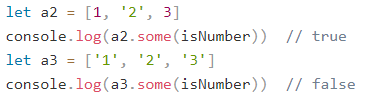 let a2 = [1, '2', 3]
console.log(a2.some(isNumber))  // true
let a3 = ['1', '2', '3']
console.log(a3.some(isNumber))  // false